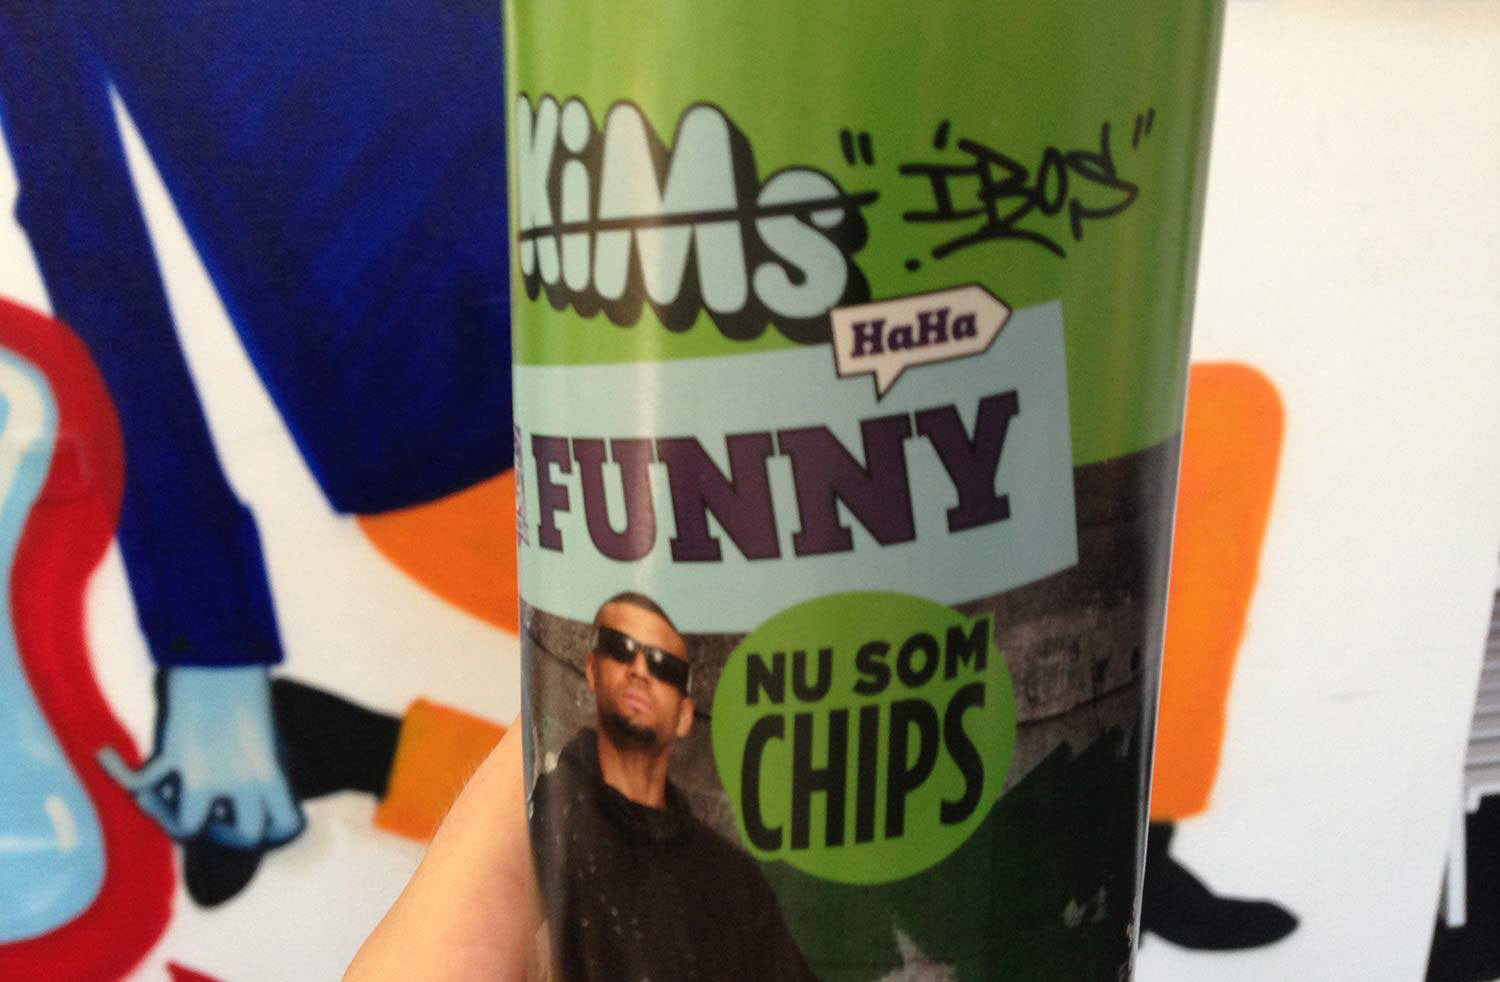 KiMs "IBOS"
HaHa
FUNNY
NU SOM
CHIPS